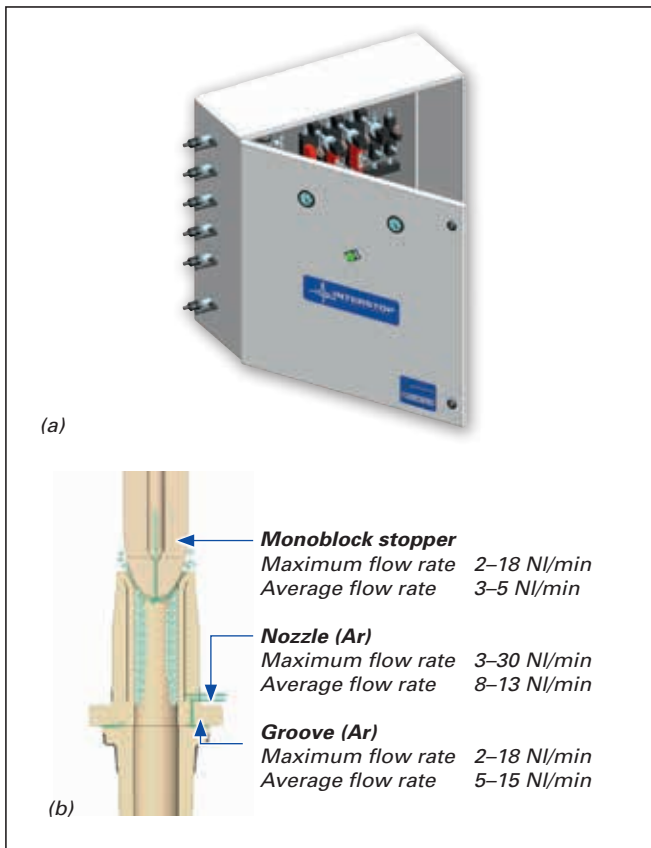 INTERSTOP
(a)
Monoblock stopper
Maximum flow rate 2–18 Nl/min
Average flow rate 3–5 Nl/min
Nozzle (Ar)
Maximum flow rate 3–30 Nl/min
Average flow rate 8–13 Nl/min
Groove (Ar)
Maximum flow rate 2–18 Nl/min
Average flow rate 5–15 Nl/min
(b)